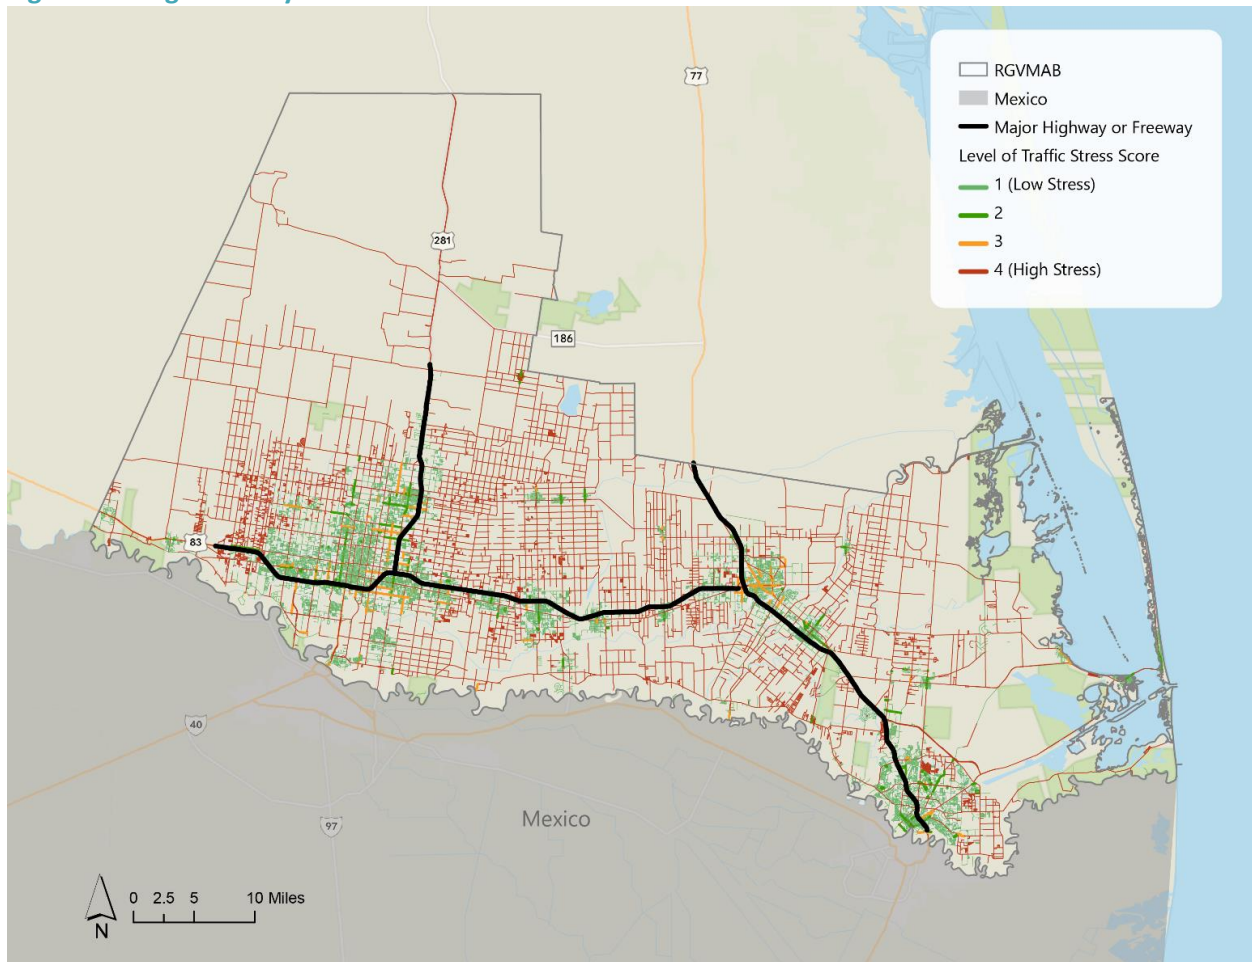 77
RGVMAB
Mexico
Major Highway or Freeway
Level of Traffic Stress Score
1 (Low Stress)
2
3
4 (High Stress)
281
186
83
40
Mexico
97
0 2.5 5 10 Miles
N